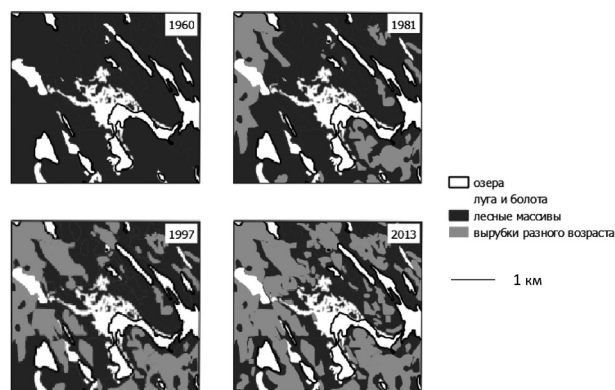 1960
1981
1997
2013
озера
луга и болота
лесные массивы
вырубки разного возраста
1 км